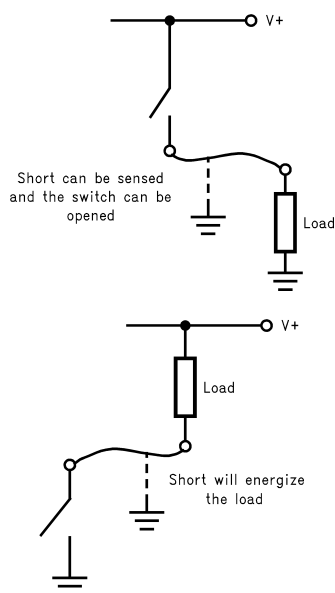 V+
Short can be sensed
and the switch can be
opened
Load
V+
Load
Short will energize
the load